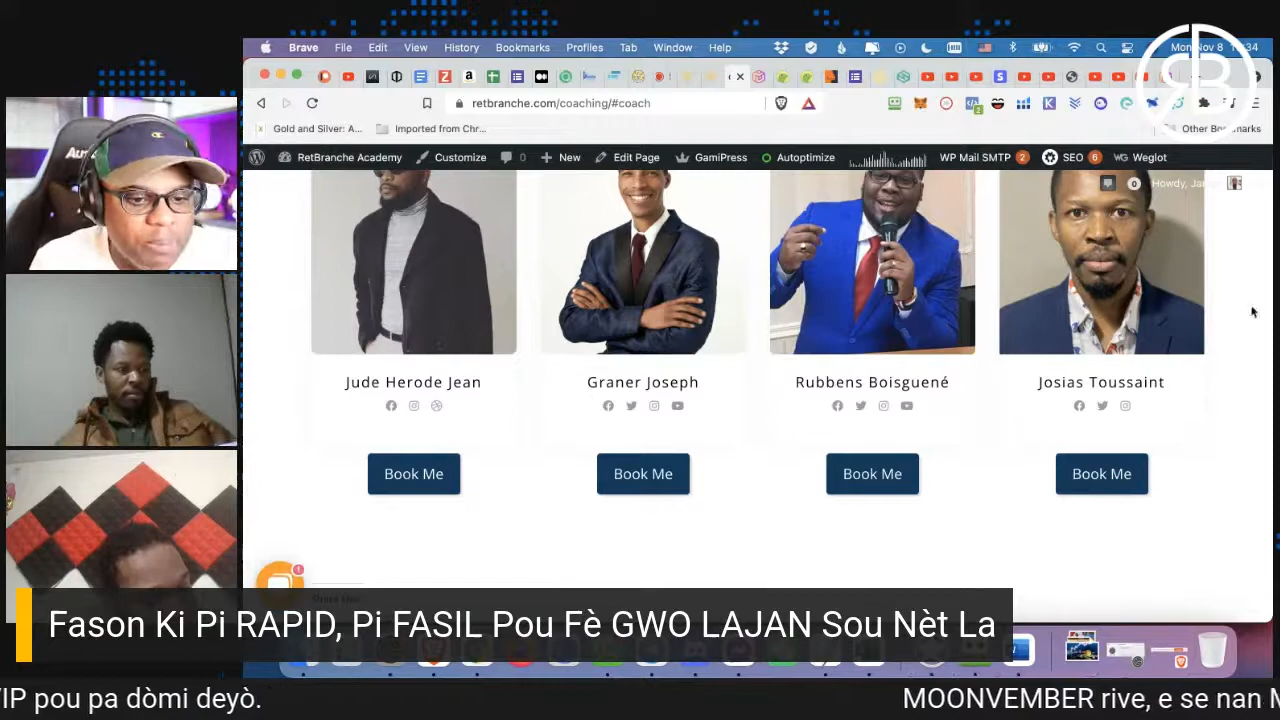 Brave File Edit View History Bookmarks Profiles Tab Window Help
retbranche.com/coaching/#coach
Gold and Silver: A... Imported from Chr... Other Bookmarks
RetBranche Academy Customize 0 New Edit Page GamiPress Autoptimize WP Mail SMTP 2 SEO 6 Weglot
0 Howdy,
Jude Herode Jean Graner Joseph Rubbens Boisguené Josias Toussaint
Book Me Book Me Book Me Book Me
Fason Ki Pi RAPID, Pi FASIL Pou Fè GWO LAJAN Sou Nèt La
VIP pou pa dòmi deyò. MOONVEMBER rive, e se nan